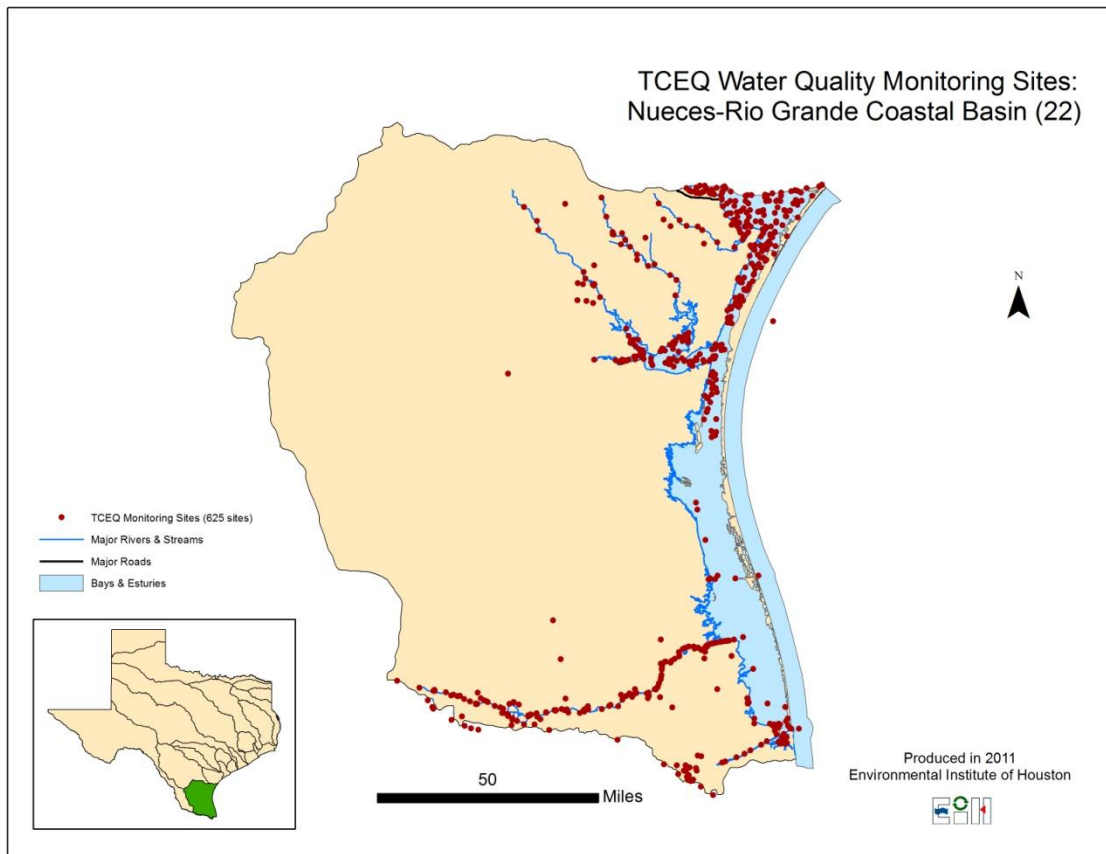 TCEQ Water Quality Monitoring Sites:
Nueces-Rio Grande Coastal Basin (22)
N
TCEQ Monitoring Sites (625 sites)
Major Rivers & Streams
Major Roads
Bays & Esturies
50
Miles
Produced in 2011
Environmental Institute of Houston
EIH